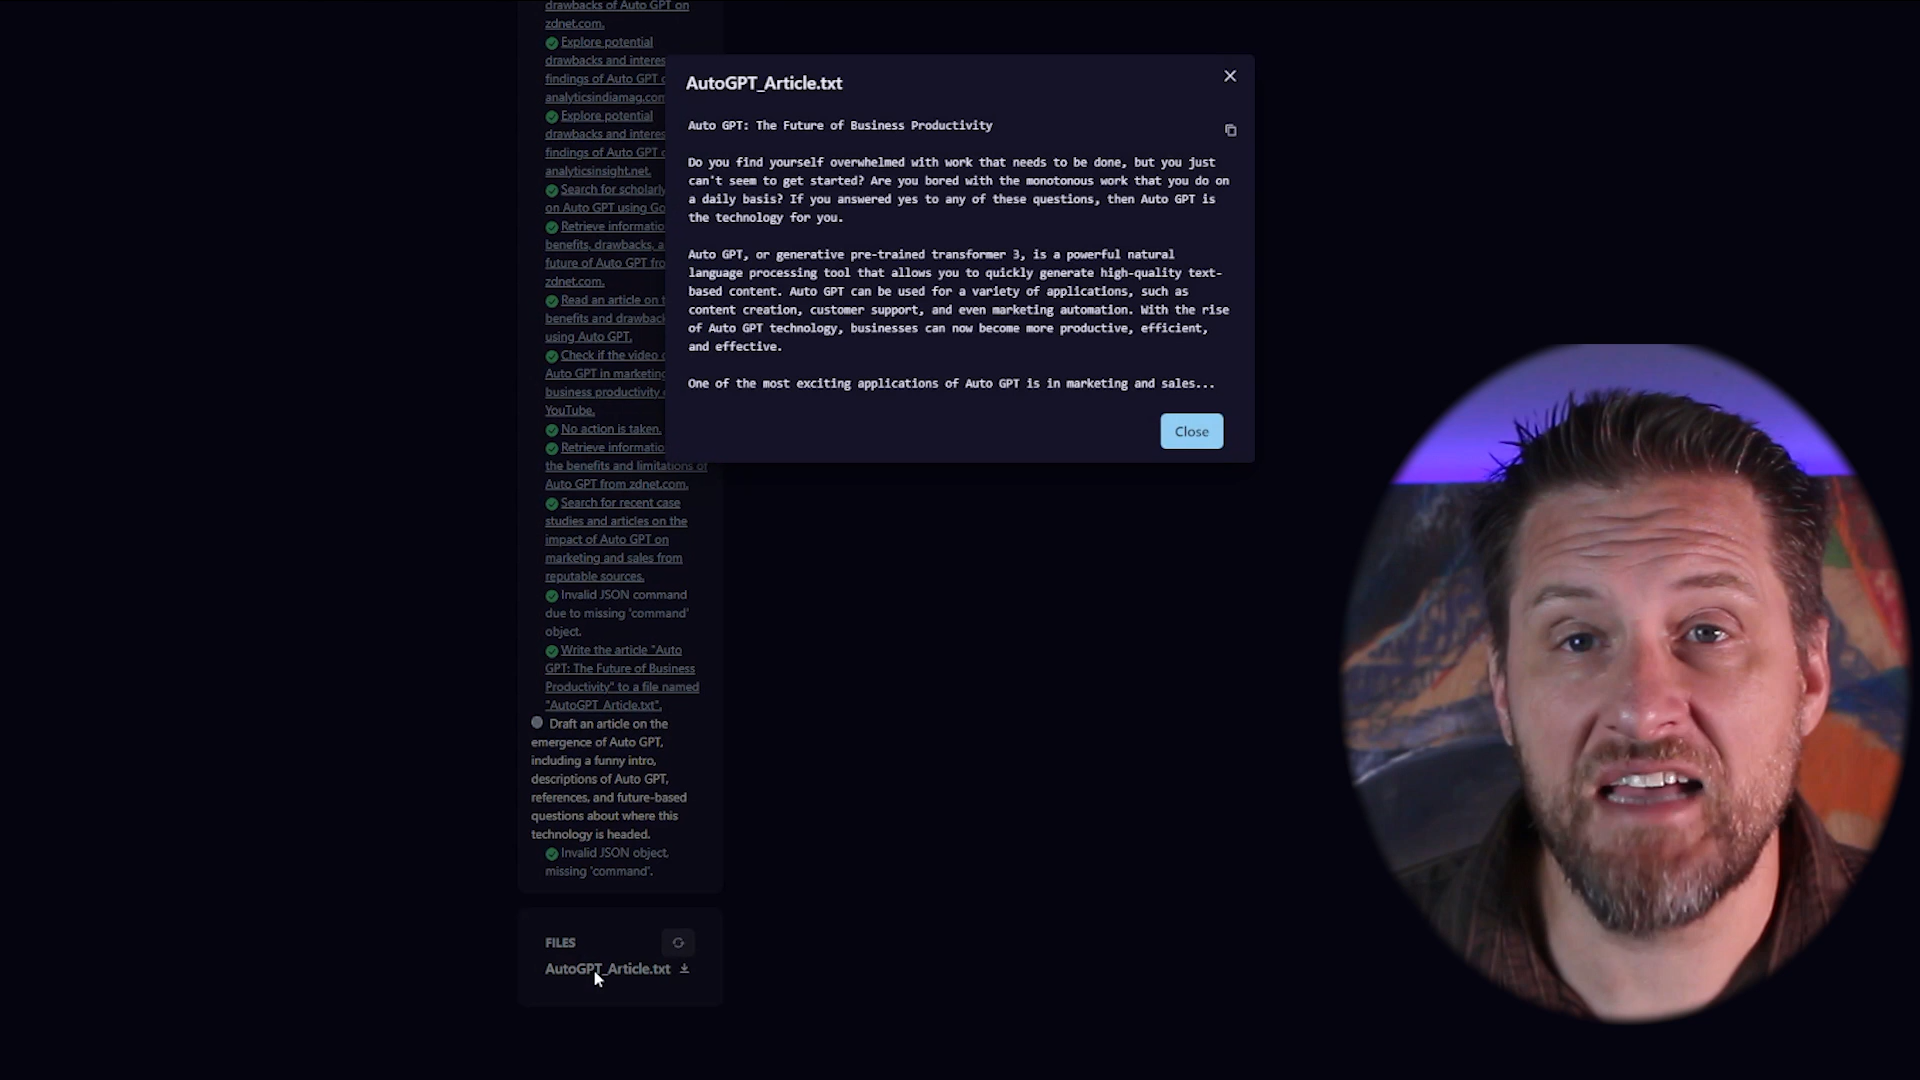 drawbacks of Auto GPT on
zdnet.com.
Explore potential
drawbacks and interes
findings of Auto GPT
analyticsindiamag.com
Explore potential
drawbacks and interes
findings of Auto GPT
analyticsinsight.net.
Search for scholarly
on Auto GPT using Go
Retrieve informatio
benefits, drawbacks, a
future of Auto GPT fro
zdnet.com.
Read an article on t
benefits and drawbac
using Auto GPT.
Check if the video
Auto GPT in marketing
business productivity
YouTube.
No action is taken.
Retrieve informatio
the benefits and limitations of
Auto GPT from zdnet.com.
Search for recent case
studies and articles on the
impact of Auto GPT on
marketing and sales from
reputable sources.
Invalid JSON command
due to missing 'command'
object.
Write the article "Auto
GPT: The Future of Business
Productivity" to a file named
"AutoGPT_Article.txt".
Draft an article on the
emergence of Auto GPT,
including a funny intro,
descriptions of Auto GPT,
references, and future-based
questions about where this
technology is headed.
Invalid JSON object,
missing 'command'.
FILES
AutoGPT_Article.txt
AutoGPT_Article.txt
Auto GPT: The Future of Business Productivity
Do you find yourself overwhelmed with work that needs to be done, but you just
can't seem to get started? Are you bored with the monotonous work that you do on
a daily basis? If you answered yes to any of these questions, then Auto GPT is
the technology for you.
Auto GPT, or generative pre-trained transformer 3, is a powerful natural
language processing tool that allows you to quickly generate high-quality text-
based content. Auto GPT can be used for a variety of applications, such as
content creation, customer support, and even marketing automation. With the rise
of Auto GPT technology, businesses can now become more productive, efficient,
and effective.
One of the most exciting applications of Auto GPT is in marketing and sales...
Close